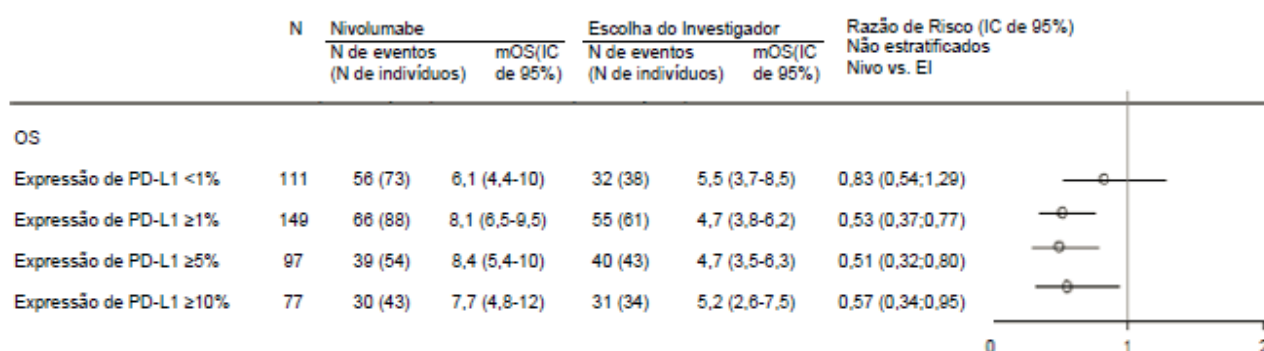 N Nivolumabe Escolha do Investigador Razão de Risco (IC de 95%)
N de eventos mOS(IC N de eventos mOS(IC Não estratificados
(N de indivíduos) de 95%) (N de indivíduos) de 95%) Nivo vs. EI
OS
Expressão de PD-L1 <1% 111 56 (73) 6,1 (4,4-10) 32 (38) 5,5 (3,7-8,5) 0,83 (0,54;1,29)
Expressão de PD-L1 ≥1% 149 66 (88) 8,1 (6,5-9,5) 55 (61) 4,7 (3,8-6,2) 0,53 (0,37;0,77)
Expressão de PD-L1 ≥5% 97 39 (54) 8,4 (5,4-10) 40 (43) 4,7 (3,5-6,3) 0,51 (0,32;0,80)
Expressão de PD-L1 ≥10% 77 30 (43) 7,7 (4,8-12) 31 (34) 5,2 (2,6-7,5) 0,57 (0,34;0,95)
0 1 2